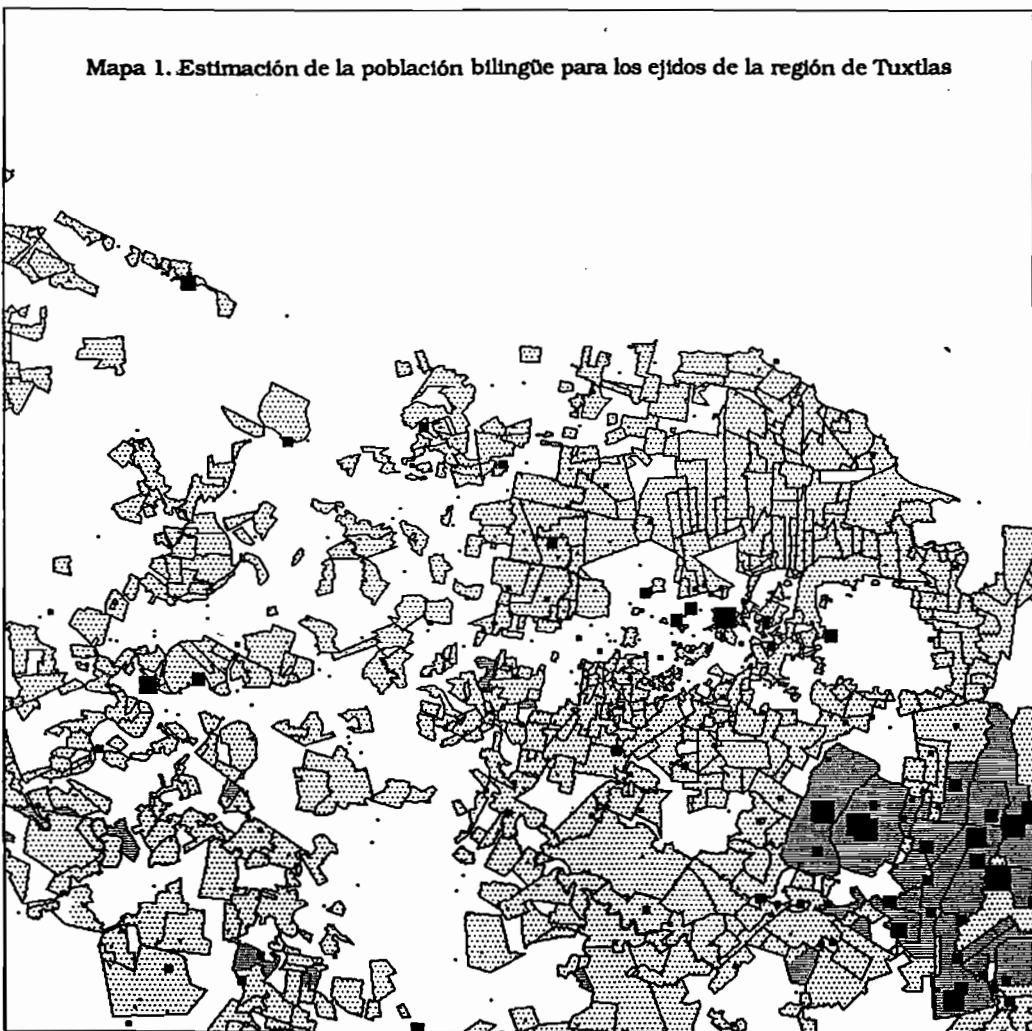 Mapa 1. Estimación de la población bilingüe para los ejidos de la región de Tuxtlas